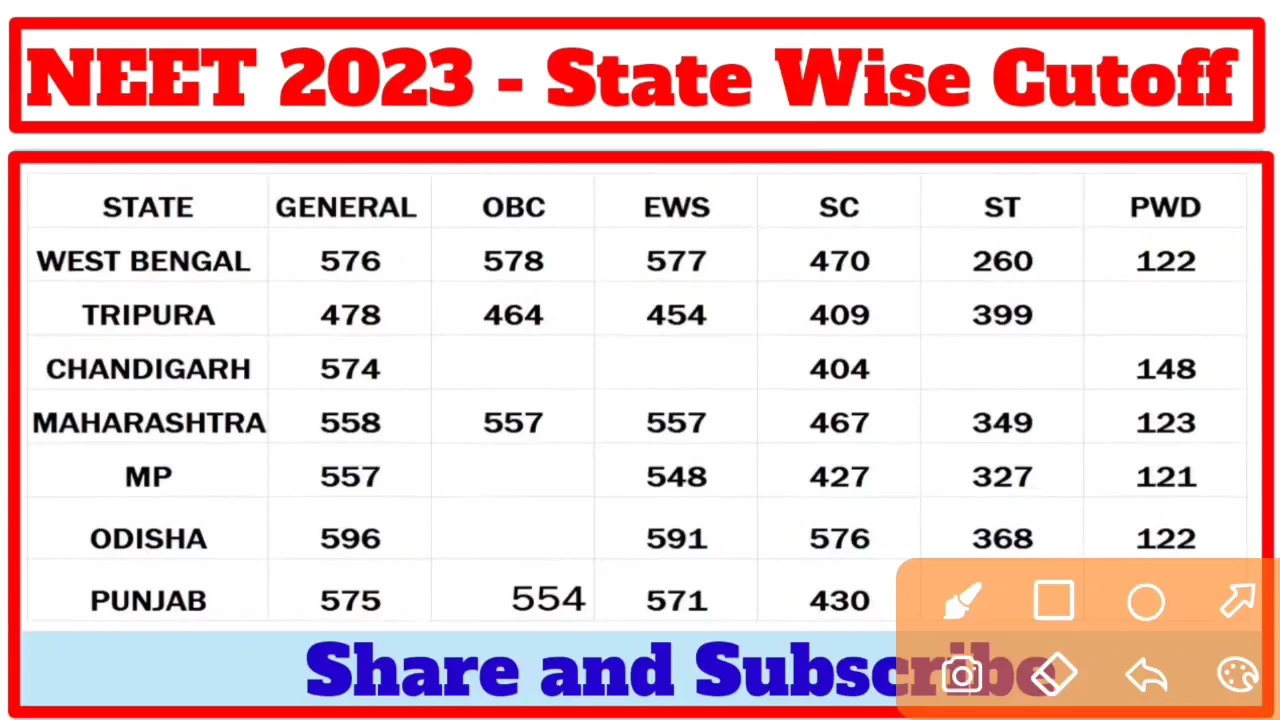 NEET 2023 - State Wise Cutoff
STATE GENERAL OBC EWS SC ST PWD
WEST BENGAL 576 578 577 470 260 122
TRIPURA 478 464 454 409 399
CHANDIGARH 574 404 148
MAHARASHTRA 558 557 557 467 349 123
MP 557 548 427 327 121
ODISHA 596 591 576 368 122
PUNJAB 575 554 571 430
Share and Subscribe